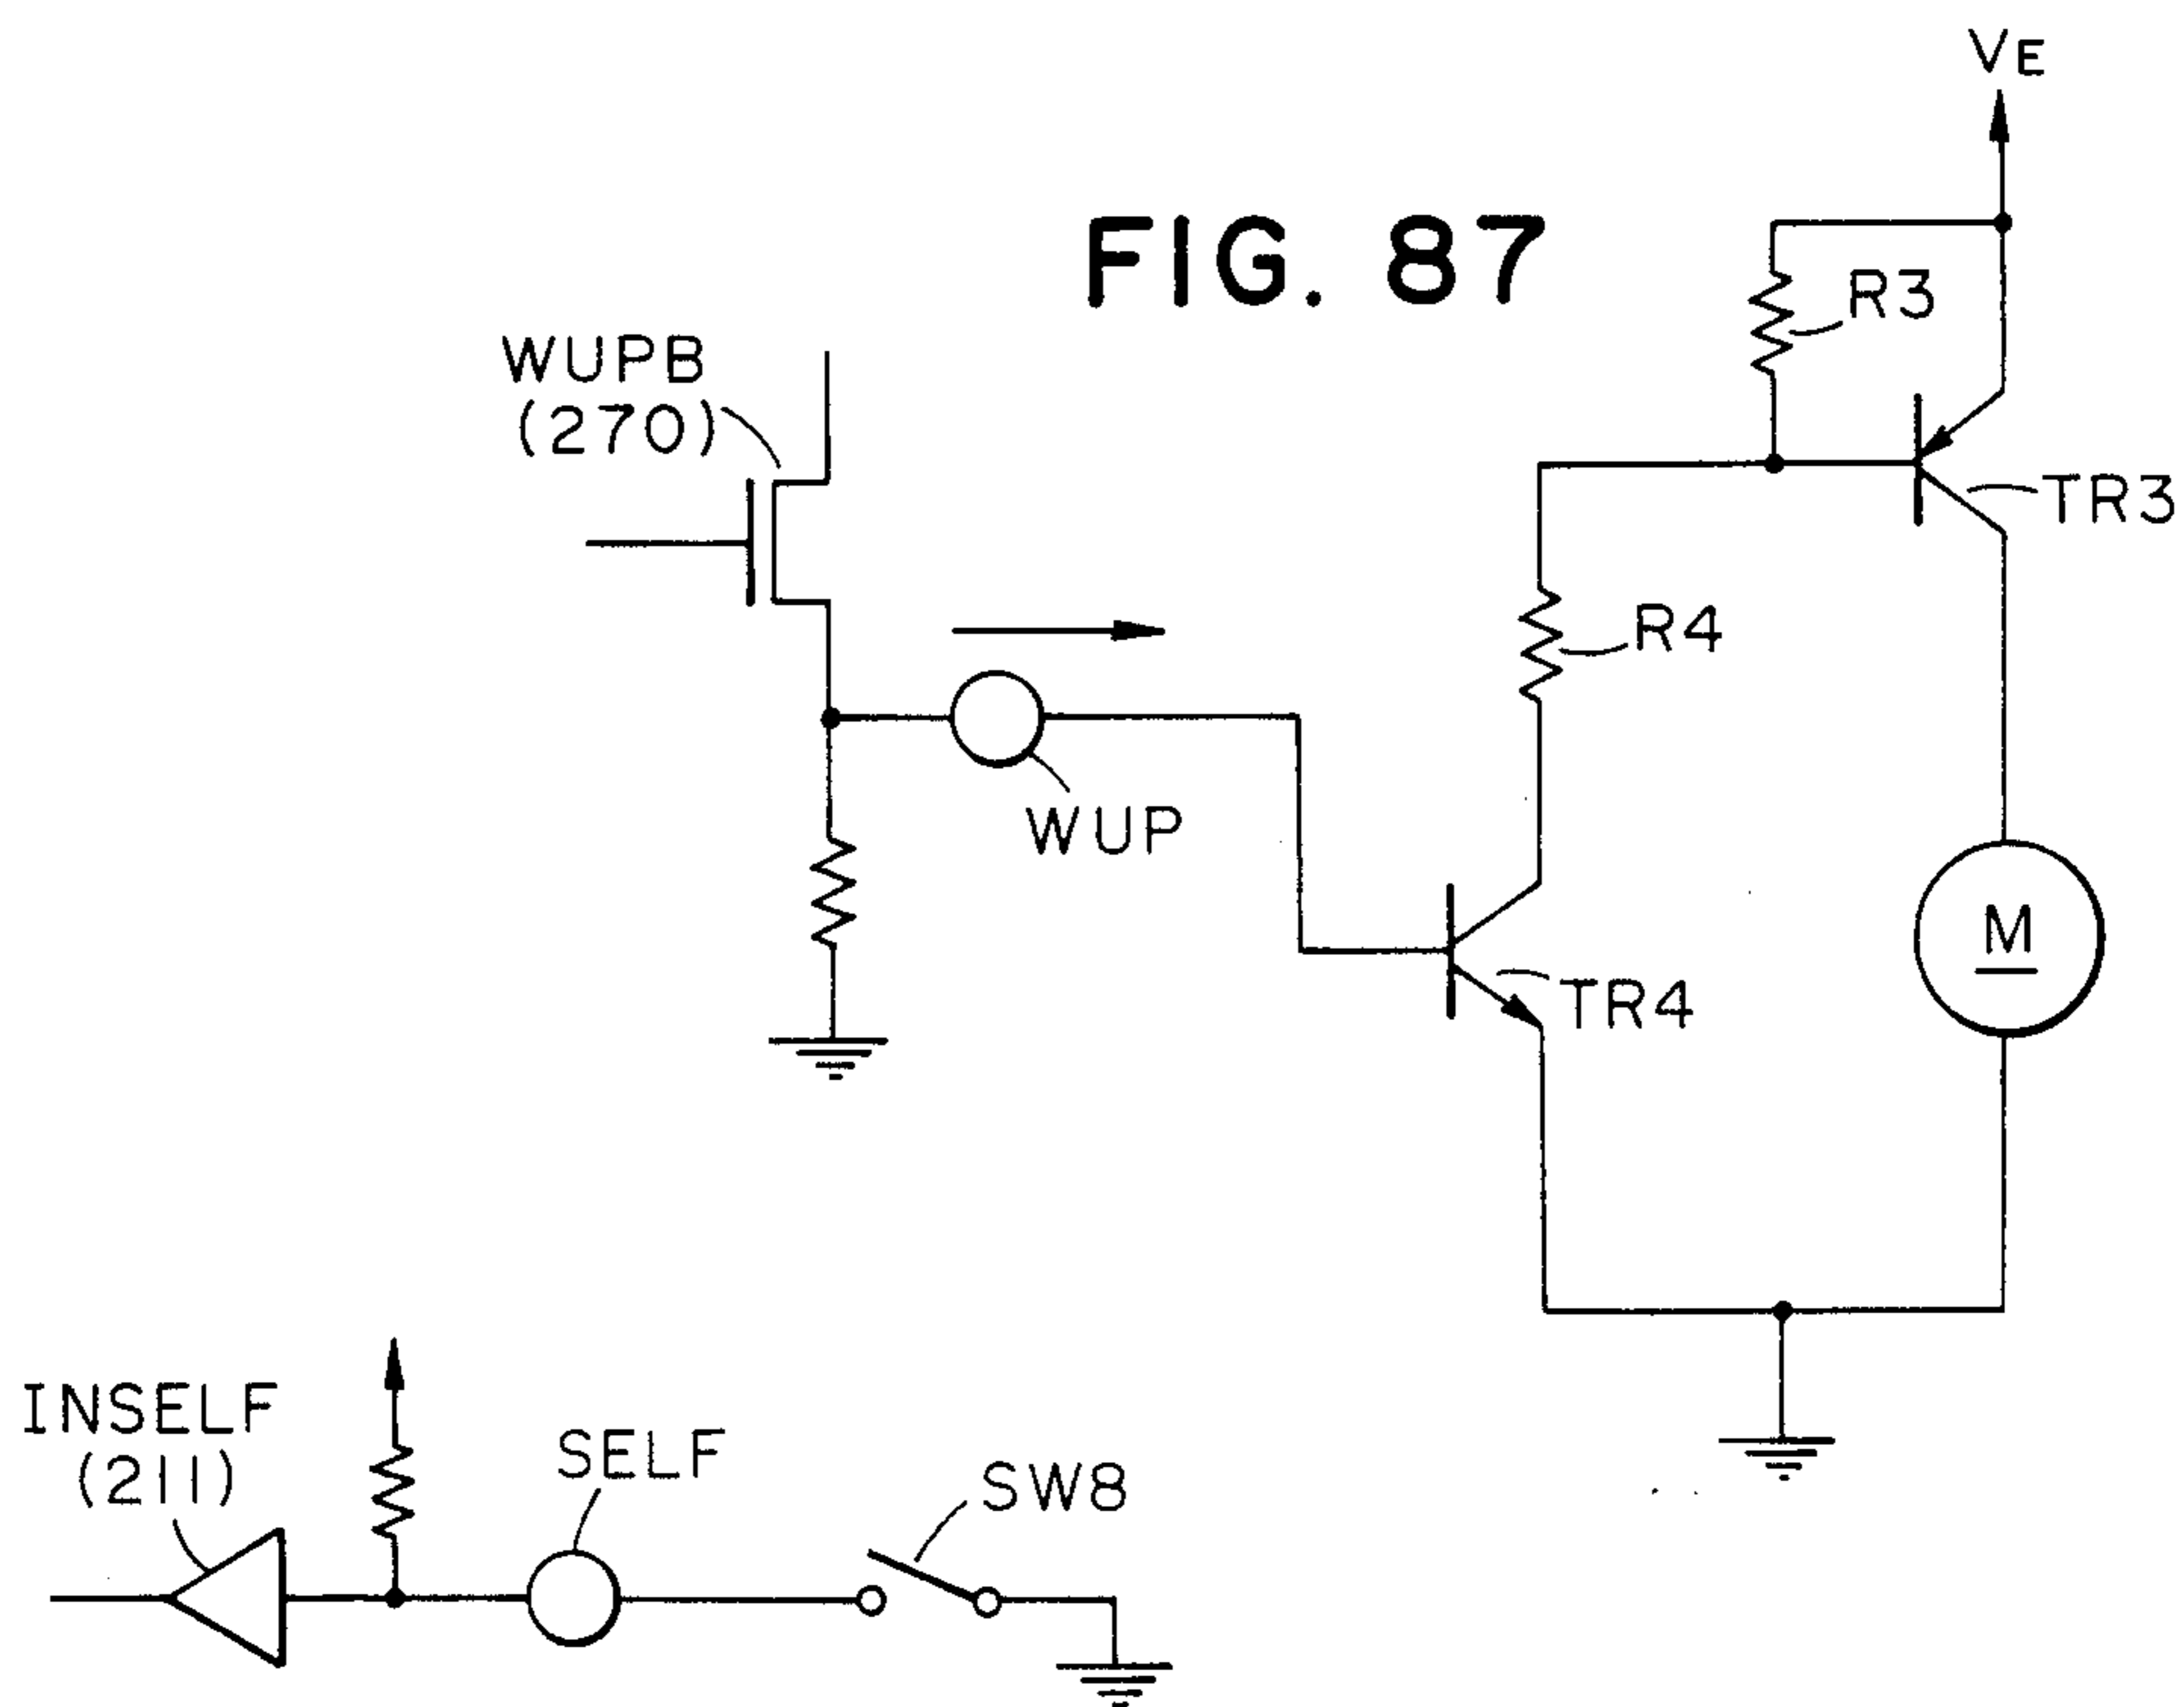 VE
FIG. 87
R3
WUPB
(270)
TR3
R4
WUP
M
TR4
INSELF
(211)
SELF
SW8